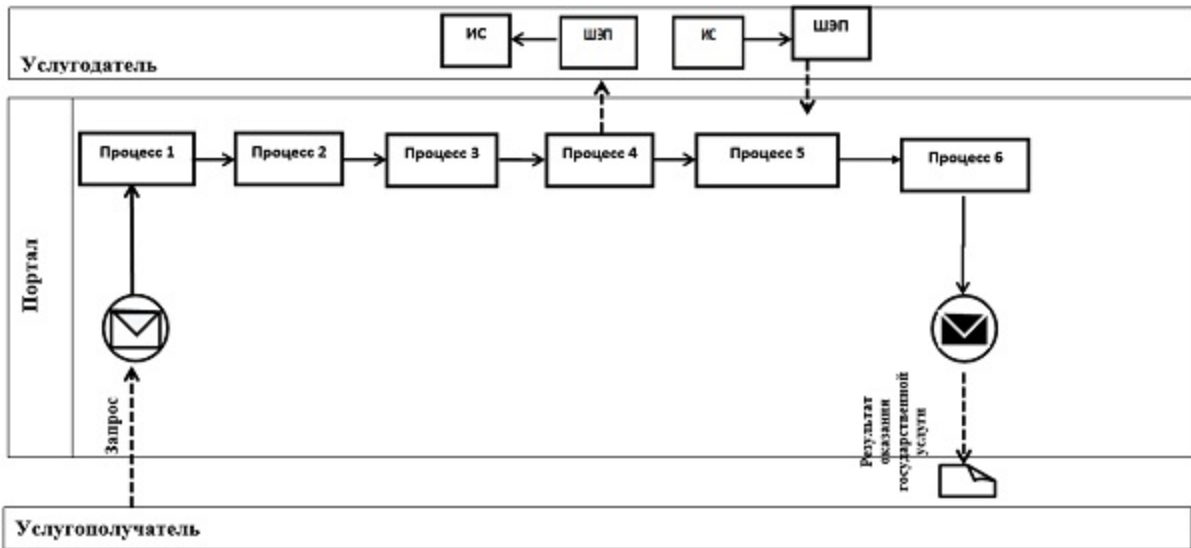 ИС
ШЭП
ИС
ШЭП
Услугодатель
Процесс 1
Процесс 2
Процесс 3
Процесс 4
Процесс 5
Процесс 6
Портал
Запрос
Результат
оказания
государственной
услуги
Услугополучатель